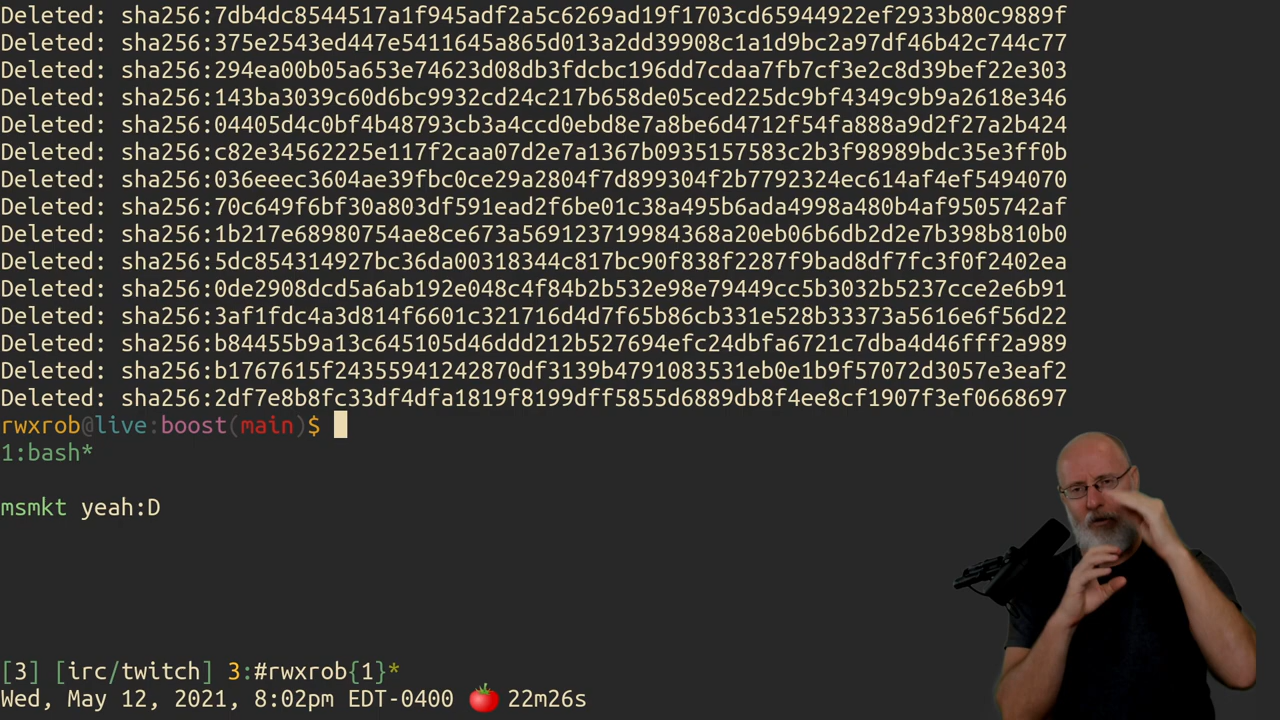 Deleted: sha256:7db4dc8544517a1f945adf2a5c6269ad19f1703cd65944922ef2933b80c9889f
Deleted: sha256:375e2543ed447e5411645a865d013a2dd39908c1a1d9bc2a97df46b42c744c77
Deleted: sha256:294ea00b05a653e74623d08db3fdcbc196dd7cdaa7fb7cf3e2c8d39bef22e303
Deleted: sha256:143ba3039c60d6bc9932cd24c217b658de05ced225dc9bf4349c9b9a2618e346
Deleted: sha256:04405d4c0bf4b48793cb3a4ccd0ebd8e7a8be6d4712f54fa888a9d2f27a2b424
Deleted: sha256:c82e34562225e117f2caa07d2e7a1367b0935157583c2b3f98989bdc35e3ff0b
Deleted: sha256:036eeec3604ae39fbc0ce29a2804f7d899304f2b7792324ec614af4ef5494070
Deleted: sha256:70c649f6bf30a803df591ead2f6be01c38a495b6ada4998a480b4af9505742af
Deleted: sha256:1b217e68980754ae8ce673a569123719984368a20eb06b6db2d2e7b398b810b0
Deleted: sha256:5dc854314927bc36da00318344c817bc90f838f2287f9bad8df7fc3f0f2402ea
Deleted: sha256:0de2908dcd5a6ab192e048c4f84b2b532e98e79449cc5b3032b5237cce2e6b91
Deleted: sha256:3af1fdc4a3d814f6601c321716d4d7f65b86cb331e528b33373a5616e6f56d22
Deleted: sha256:b84455b9a13c645105d46ddd212b527694efc24dbfa6721c7dba4d46fff2a989
Deleted: sha256:b1767615f24355941242870df3139b4791083531eb0e1b9f57072d3057e3eaf2
Deleted: sha256:2df7e8b8fc33df4dfa1819f8199dff5855d6889db8f4ee8cf1907f3ef0668697
rwxrob@live:boost(main)$
1:bash*
msmkt yeah:D
[3] [irc/twitch] 3:#rwxrob{1}*
Wed, May 12, 2021, 8:02pm EDT-0400 🍅 22m26s